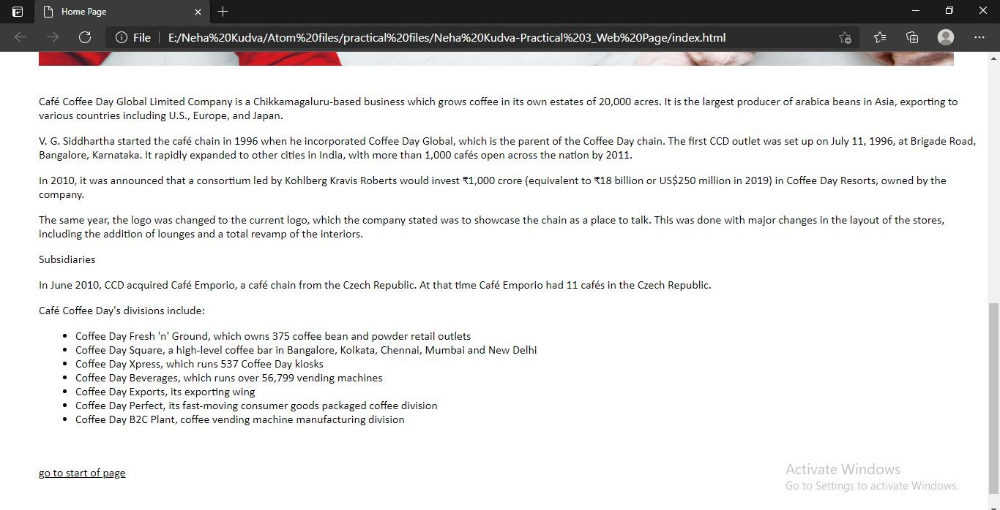 Home Page
File
E:/Neha%20Kudva/Atom%20files/practical%20files/Neha%20Kudva-Practical%203_Web%20Page/index.html
Café Coffee Day Global Limited Company is a Chikkamagaluru-based business which grows coffee in its own estates of 20,000 acres. It is the largest producer of arabica beans in Asia, exporting to
various countries including U.S., Europe, and Japan.
V. G. Siddhartha started the café chain in 1996 when he incorporated Coffee Day Global, which is the parent of the Coffee Day chain. The first CCD outlet was set up on July 11, 1996, at Brigade Road,
Bangalore, Karnataka. It rapidly expanded to other cities in India, with more than 1,000 cafés open across the nation by 2011.
In 2010, it was announced that a consortium led by Kohlberg Kravis Roberts would invest ₹1,000 crore (equivalent to ₹18 billion or US$250 million in 2019) in Coffee Day Resorts, owned by the
company.
The same year, the logo was changed to the current logo, which the company stated was to showcase the chain as a place to talk. This was done with major changes in the layout of the stores,
including the addition of lounges and a total revamp of the interiors.
Subsidiaries
In June 2010, CCD acquired Café Emporio, a café chain from the Czech Republic. At that time Café Emporio had 11 cafés in the Czech Republic.
Café Coffee Day's divisions include:
• Coffee Day Fresh 'n' Ground, which owns 375 coffee bean and powder retail outlets
• Coffee Day Square, a high-level coffee bar in Bangalore, Kolkata, Chennai, Mumbai and New Delhi
• Coffee Day Xpress, which runs 537 Coffee Day kiosks
• Coffee Day Beverages, which runs over 56,799 vending machines
• Coffee Day Exports, its exporting wing
• Coffee Day Perfect, its fast-moving consumer goods packaged coffee division
• Coffee Day B2C Plant, coffee vending machine manufacturing division
go to start of page
Activate Windows
Go to Settings to activate Windows.